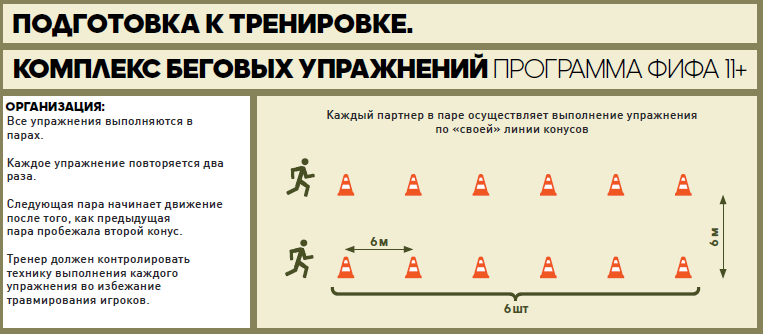 ПОДГОТОВКА К ТРЕНИРОВКЕ.
КОМПЛЕКС БЕГОВЫХ УПРАЖНЕНИЙ ПРОГРАММА ФИФА 11+
ОРГАНИЗАЦИЯ:
Все упражнения выполняются в
парах.
Каждое упражнение повторяется два
раза.
Следующая пара начинает движение
после того, как предыдущая
пара пробежала второй конус.
Тренер должен контролировать
технику выполнения каждого
упражнения во избежание
травмирования игроков.
Каждый партнер в паре осуществляет выполнение упражнения
по «своей» линии конусов
6 м
6 м
6 шт